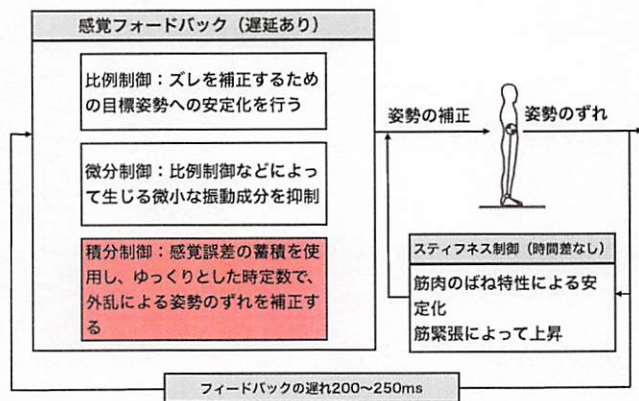 感覚フォードバック（遅延あり）
比例制御：ズレを補正するため
の目標姿勢への安定化を行う
微分制御：比例制御などによっ
て生じる微小な振動成分を抑制
積分制御：感覚誤差の蓄積を使
用し、ゆっくりとした時定数で、
外乱による姿勢のずれを補正す
る
姿勢の補正
姿勢のずれ
スティフネス制御（時間差なし）
筋肉のばね特性による安
定化
筋緊張によって上昇
フィードバックの遅れ200〜250ms